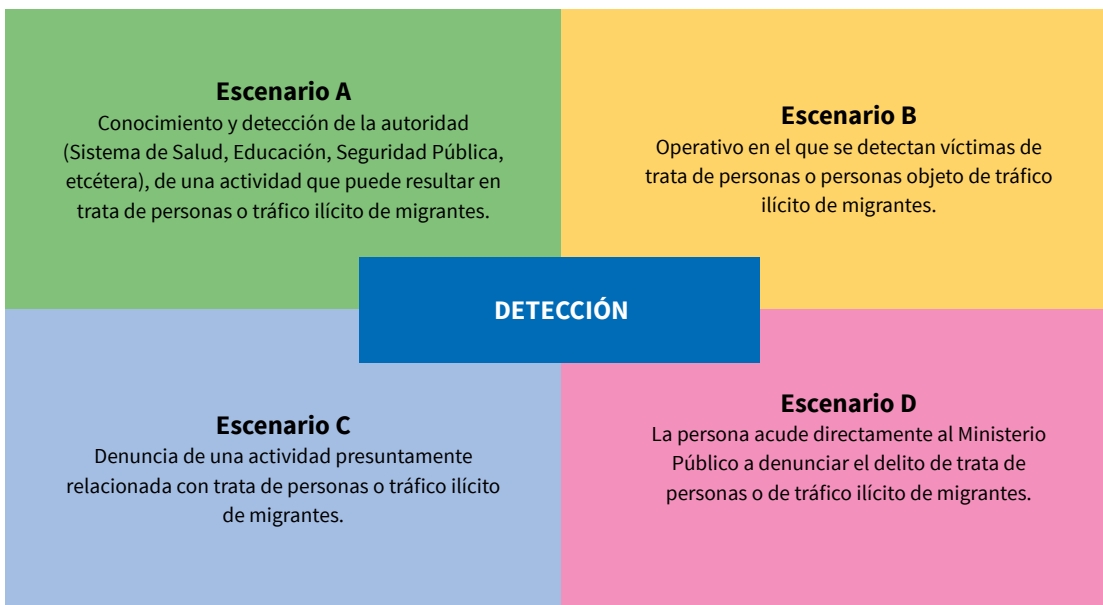 Escenario A
Conocimiento y detección de la autoridad
(Sistema de Salud, Educación, Seguridad Pública,
etcétera), de una actividad que puede resultar en
trata de personas o tráfico ilícito de migrantes.
Escenario B
Operativo en el que se detectan víctimas de
trata de personas o personas objeto de tráfico
ilícito de migrantes.
DETECCIÓN
Escenario C
Denuncia de una actividad presuntamente
relacionada con trata de personas o tráfico ilícito
de migrantes.
Escenario D
La persona acude directamente al Ministerio
Público a denunciar el delito de trata de
personas o de tráfico ilícito de migrantes.